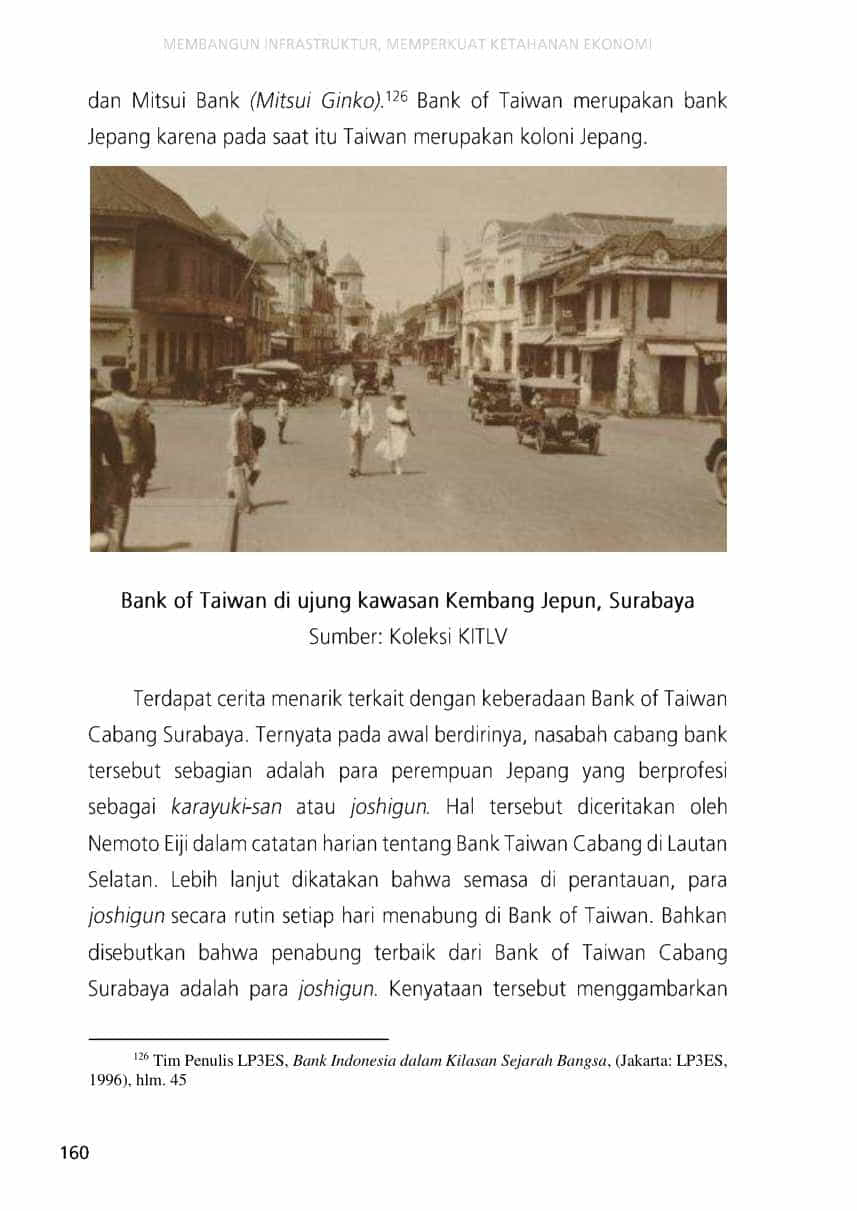 MEMBANGUN INFRASTRUKTUR, MEMPERKUAT KETAHANAN EKONOMI
dan Mitsui Bank (Mitsui Ginko).126 Bank of Taiwan merupakan bank
Jepang karena pada saat itu Taiwan merupakan koloni Jepang.
Bank of Taiwan di ujung kawasan Kembang Jepun, Surabaya
Sumber: Koleksi KITLV
Terdapat cerita menarik terkait dengan keberadaan Bank of Taiwan
Cabang Surabaya. Ternyata pada awal berdirinya, nasabah cabang bank
tersebut sebagian adalah para perempuan Jepang yang berprofesi
sebagai karayuki-san atau joshigun. Hal tersebut diceritakan oleh
Nemoto Eiji dalam catatan harian tentang Bank Taiwan Cabang di Lautan
Selatan. Lebih lanjut dikatakan bahwa semasa di perantauan, para
joshigun secara rutin setiap hari menabung di Bank of Taiwan. Bahkan
disebutkan bahwa penabung terbaik dari Bank of Taiwan Cabang
Surabaya adalah para joshigun. Kenyataan tersebut menggambarkan
126 Tim Penulis LP3ES, Bank Indonesia dalam Kilasan Sejarah Bangsa, (Jakarta: LP3ES,
1996), hlm. 45
160